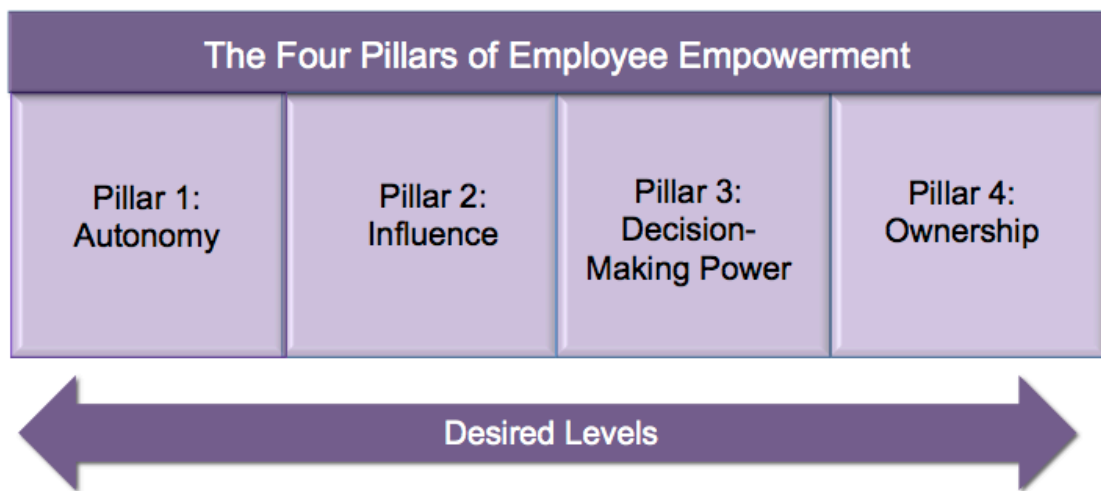 The Four Pillars of Employee Empowerment
Pillar 1:
Autonomy
Pillar 2:
Influence
Pillar 3:
Decision-
Making Power
Pillar 4:
Ownership
Desired Levels